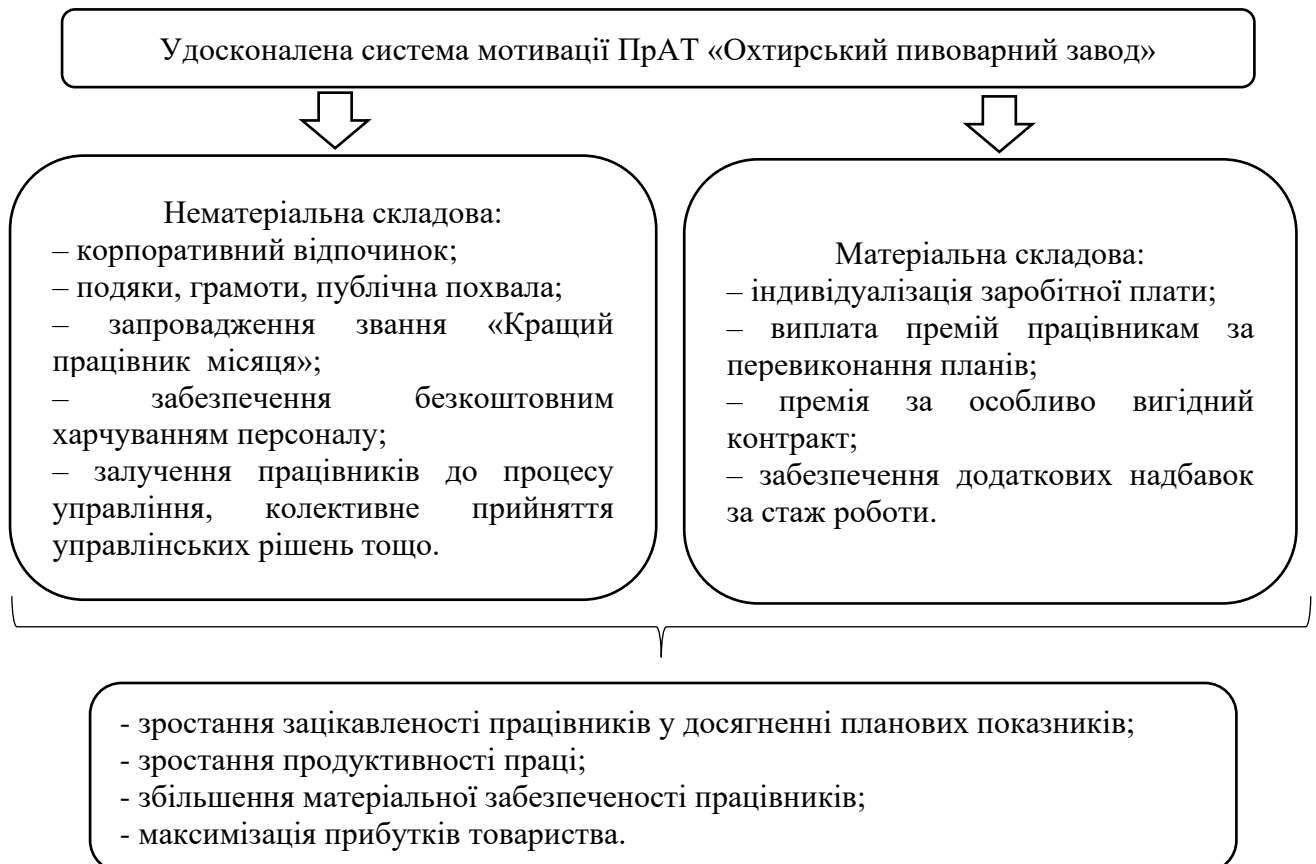 Удосконалена система мотивації ПрАТ «Охтирський пивоварний завод»
Нематеріальна складова:
– корпоративний відпочинок;
– подяки, грамоти, публічна похвала;
– запровадження звання «Кращий
працівник місяця»;
– забезпечення безкоштовним
харчуванням персоналу;
– залучення працівників до процесу
управління, колективне прийняття
управлінських рішень тощо.
Матеріальна складова:
– індивідуалізація заробітної плати;
– виплата премій працівникам за
перевиконання планів;
– премія за особливо вигідний
контракт;
– забезпечення додаткових надбавок
за стаж роботи.
- зростання зацікавленості працівників у досягненні планових показників;
- зростання продуктивності праці;
- збільшення матеріальної забезпеченості працівників;
- максимізація прибутків товариства.